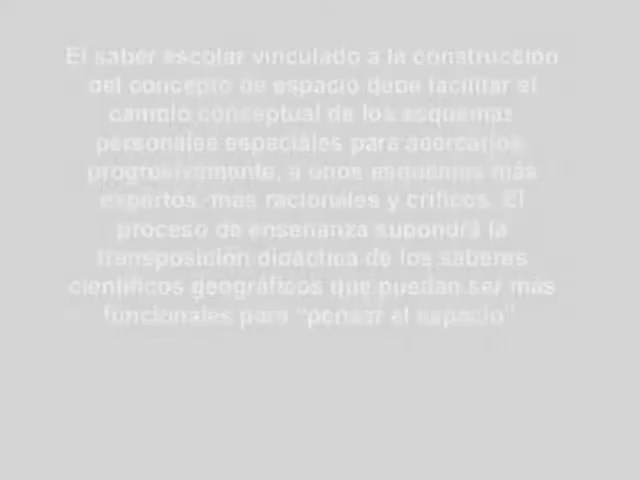 El saber escolar vinculado a la construcción
del concepto de espacio debe facilitar el
cambio conceptual de los esquemas
personales espaciales para acercarlos,
progresivamente, a unos esquemas más
expertos, más racionales y críticos. El
proceso de enseñanza supondrá la
transposición didáctica de los saberes
científicos geográficos que puedan ser más
funcionales para "pensar el espacio"